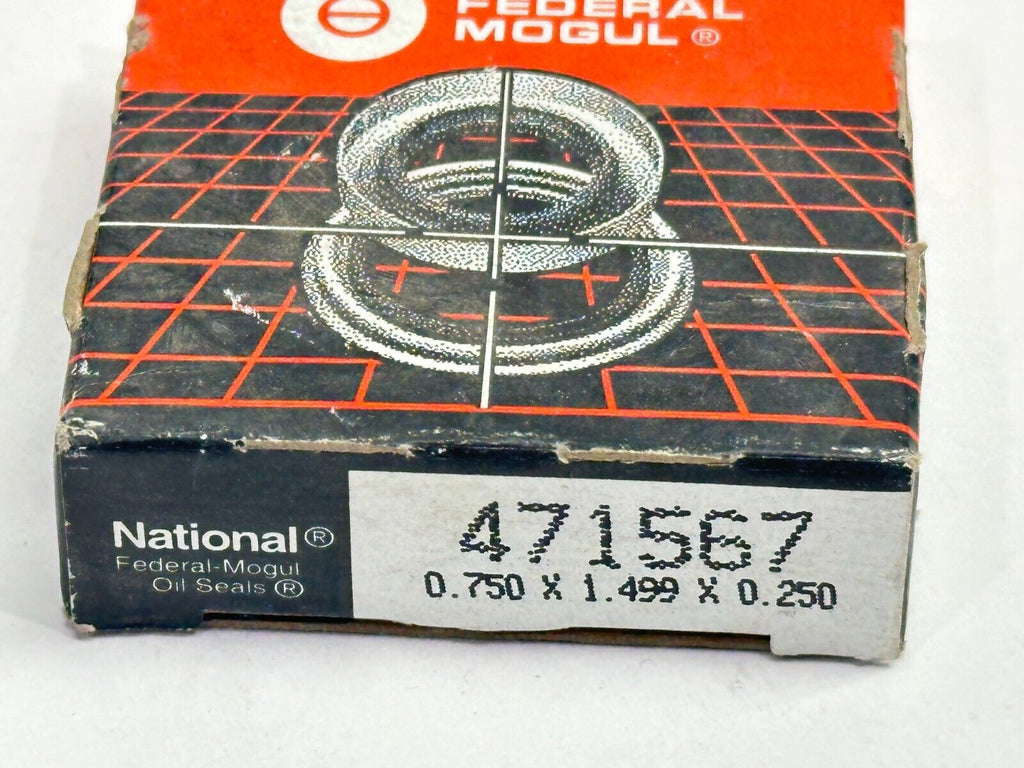 FEDERAL
MOGUL ®
National ®
Federal-Mogul
Oil Seals ®
471567
0.750 X 1.499 X 0.250